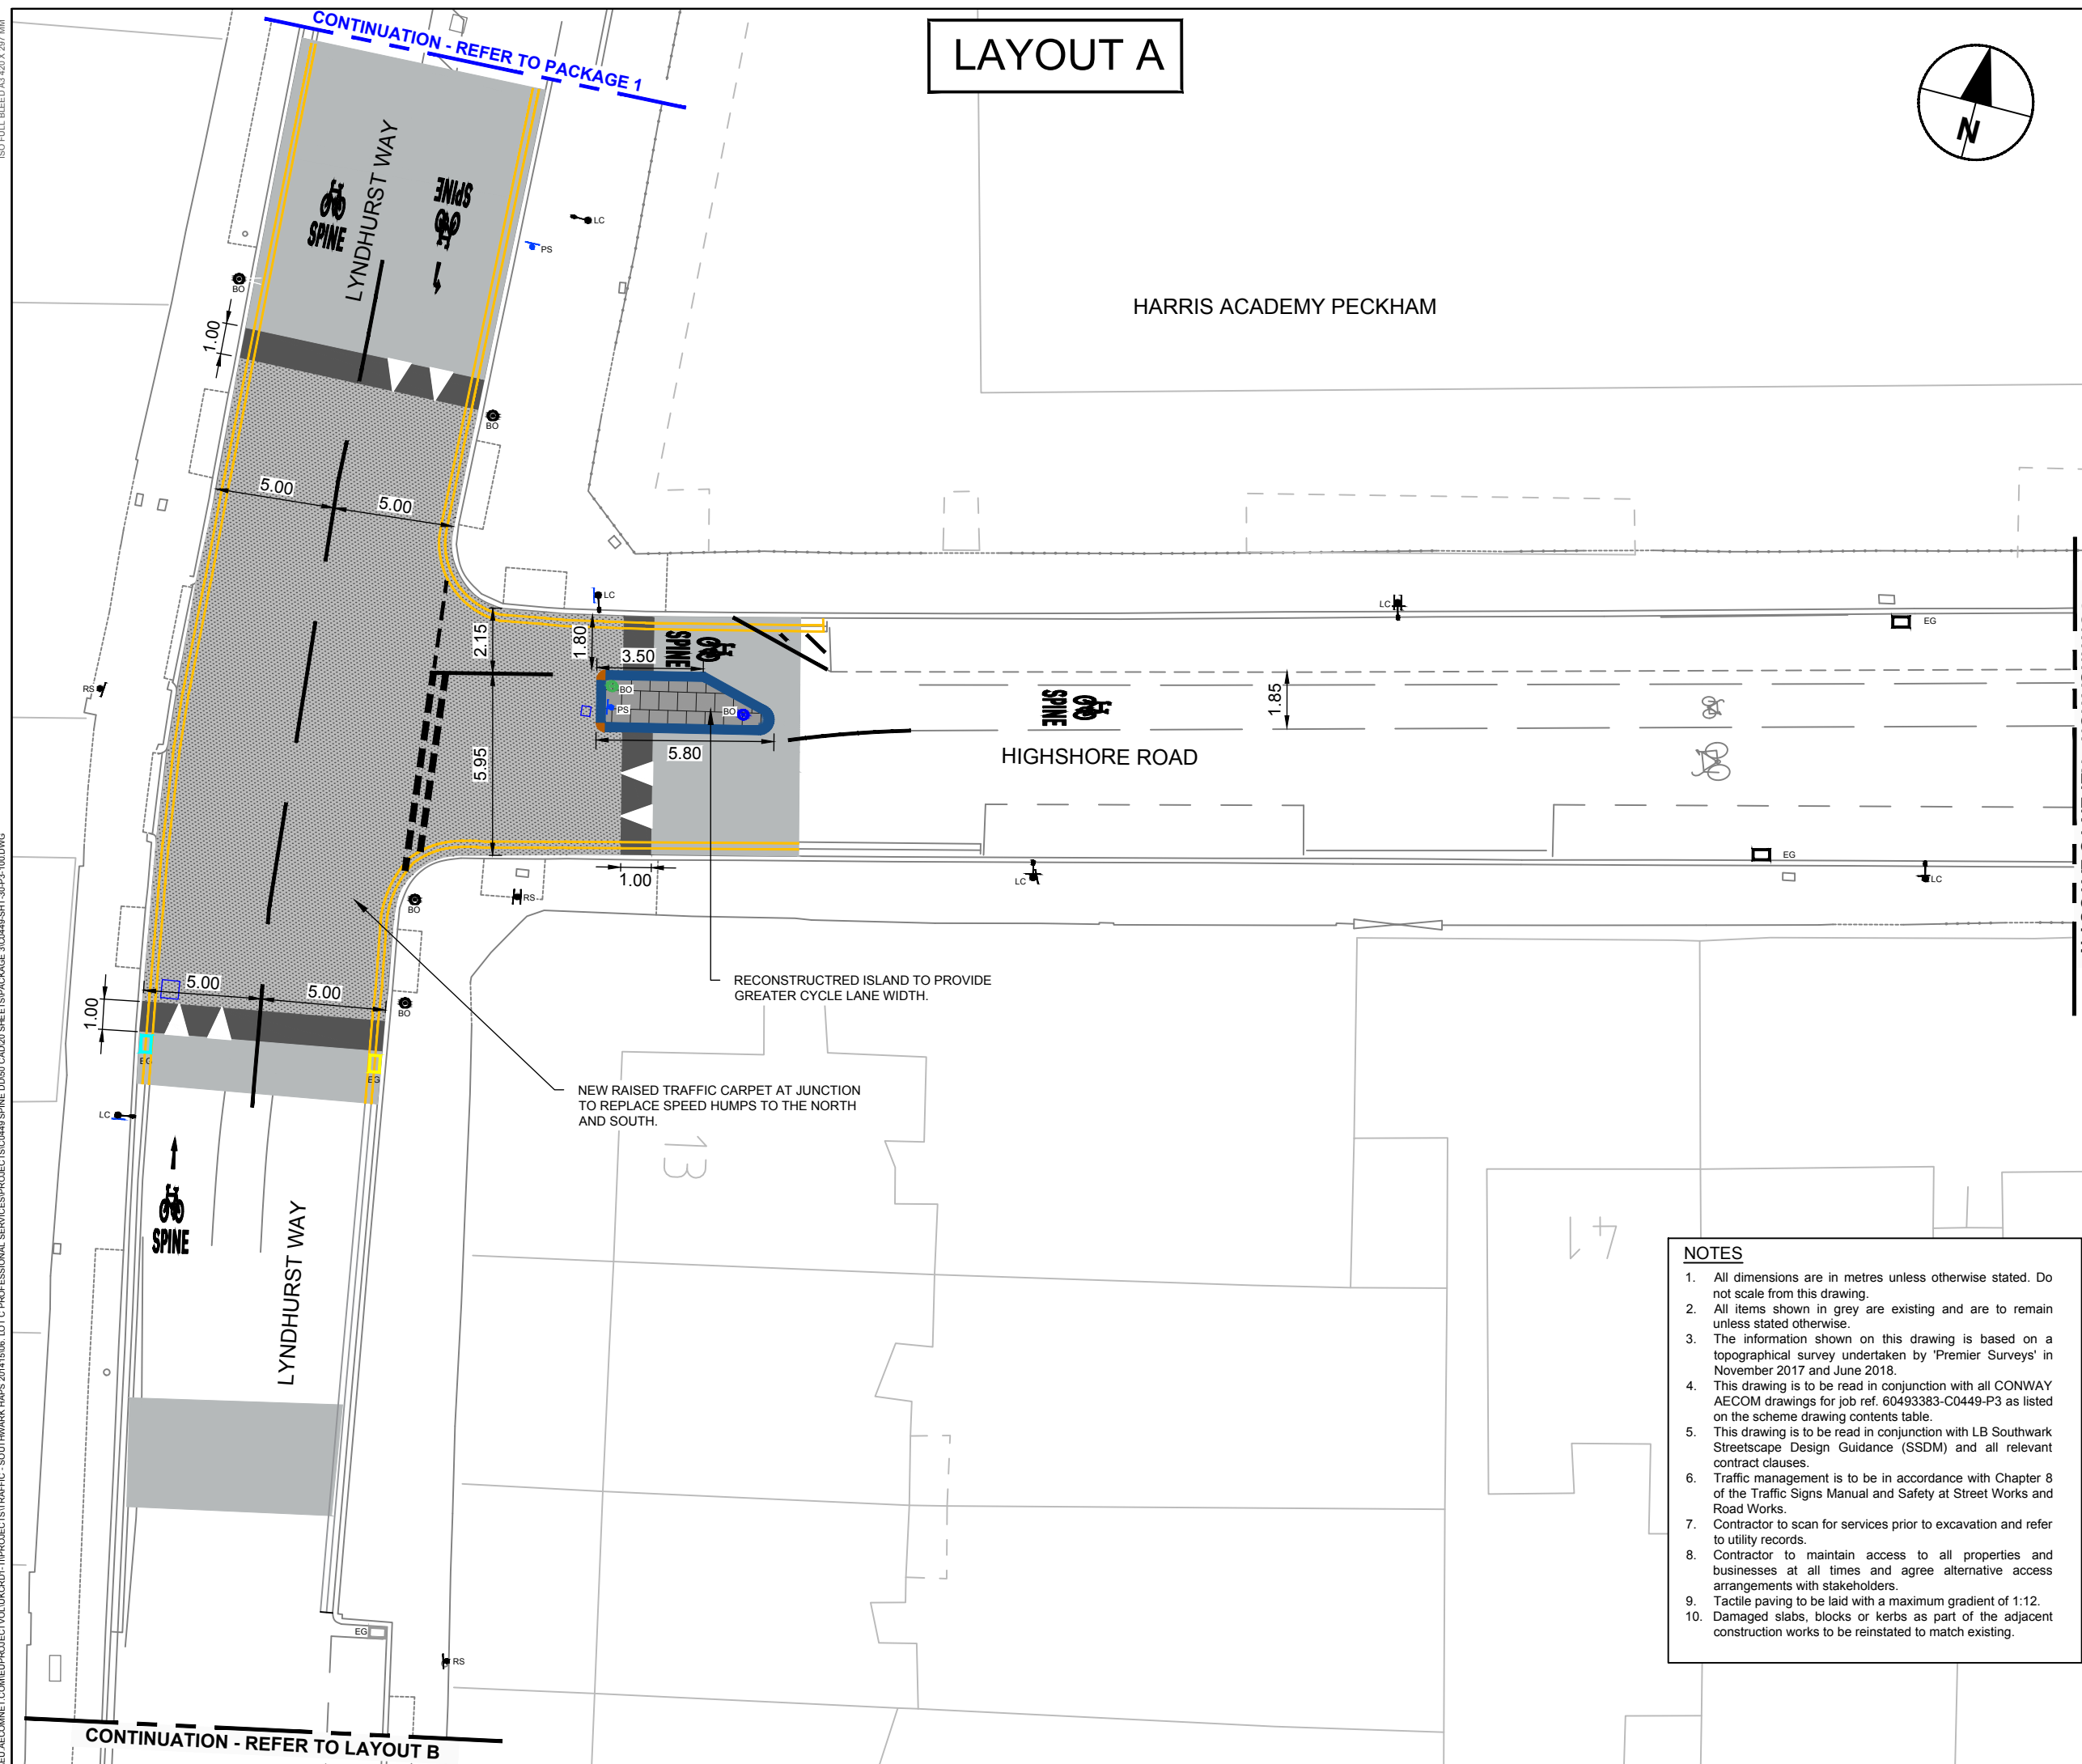 CONTINUATION - REFER TO PACKAGE 1
LAYOUT A
N
ISO FULL BLEED A3 420 X 297 MM
LYNDHURST WAY
SPINE
SPINE
LC
PS
BO
1.00
HARRIS ACADEMY PECKHAM
BO
5.00
5.00
LC
LC
EG
2.15
1.80
3.50
SPINE
RS
BO
PS
BO
SPINE
1.85
5.95
5.80
HIGHSHORE ROAD
EG
1.00
LC
LC
RS
BO
5.00
5.00
BO
1.00
EG
EG
RECONSTRUCTRED ISLAND TO PROVIDE
GREATER CYCLE LANE WIDTH.
NEW RAISED TRAFFIC CARPET AT JUNCTION
TO REPLACE SPEED HUMPS TO THE NORTH
AND SOUTH.
LC
13
SPINE
LYNDHURST WAY
41
EG
RS
CONTINUATION - REFER TO LAYOUT B
NOTES
1. All dimensions are in metres unless otherwise stated. Do
not scale from this drawing.
2. All items shown in grey are existing and are to remain
unless stated otherwise.
3. The information shown on this drawing is based on a
topographical survey undertaken by 'Premier Surveys' in
November 2017 and June 2018.
4. This drawing is to be read in conjunction with all CONWAY
AECOM drawings for job ref. 60493383-C0449-P3 as listed
on the scheme drawing contents table.
5. This drawing is to be read in conjunction with LB Southwark
Streetscape Design Guidance (SSDM) and all relevant
contract clauses.
6. Traffic management is to be in accordance with Chapter 8
of the Traffic Signs Manual and Safety at Street Works and
Road Works.
7. Contractor to scan for services prior to excavation and refer
to utility records.
8. Contractor to maintain access to all properties and
businesses at all times and agree alternative access
arrangements with stakeholders.
9. Tactile paving to be laid with a maximum gradient of 1:12.
10. Damaged slabs, blocks or kerbs as part of the adjacent
construction works to be reinstated to match existing.